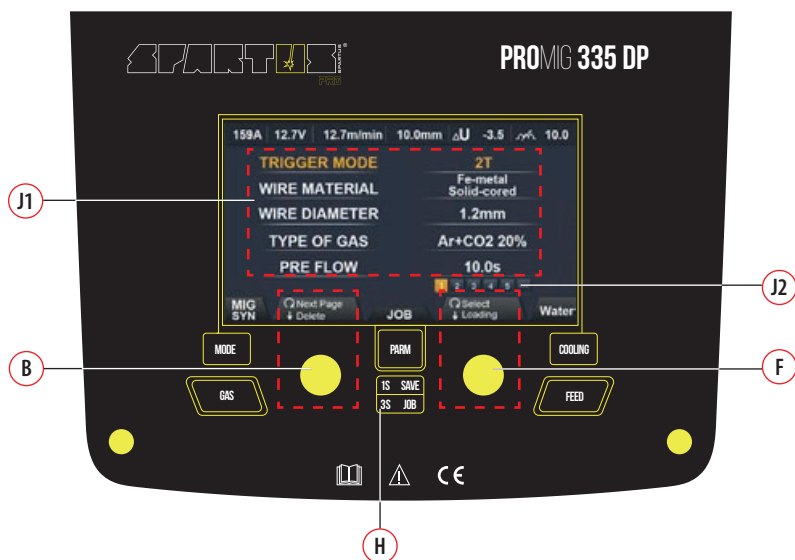 SPARTUS®
SPARTUS
PRO
PROMIG 335 DP
159A 12.7V 12.7m/min 10.0mm △U -3.5 10.0
TRIGGER MODE 2T
WIRE MATERIAL Fe-metal
Solid-cored
WIRE DIAMETER 1.2mm
TYPE OF GAS Ar+CO2 20%
PRE FLOW 10.0s
1 2 3 4 5
MIG
SYN
Next Page
↓ Delete
JOB
Select
↓ Loading
Water
MODE
PARM
COOLING
GAS
1S SAVE
3S JOB
FEED
CE
J1
J2
B
F
H